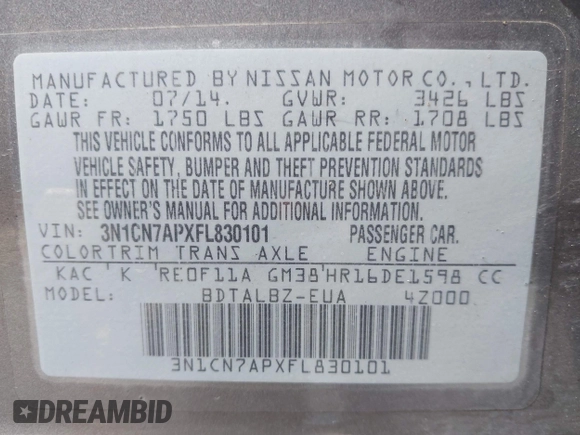 MANUFACTURED BY NISSAN MOTOR CO., LTD.
DATE: 07/14. GVWR: 3426 LBS
GAWR FR: 1750 LBS GAWR RR: 1708 LBS
THIS VEHICLE CONFORMS TO ALL APPLICABLE FEDERAL MOTOR
VEHICLE SAFETY, BUMPER AND THEFT PREVENTION STANDARDS
IN EFFECT ON THE DATE OF MANUFACTURE SHOWN ABOVE.
SEE OWNER'S MANUAL FOR ADDITIONAL INFORMATION.
VIN: 3N1CN7APXFL830101 PASSENGER CAR.
COLOR TRIM TRANS AXLE ENGINE
KAC K RE0F11A GM38 HR16DE1598 CC
MODEL: BDTALBZ-EUA 4Z000
3N1CN7APXFL830101
DREAMBID